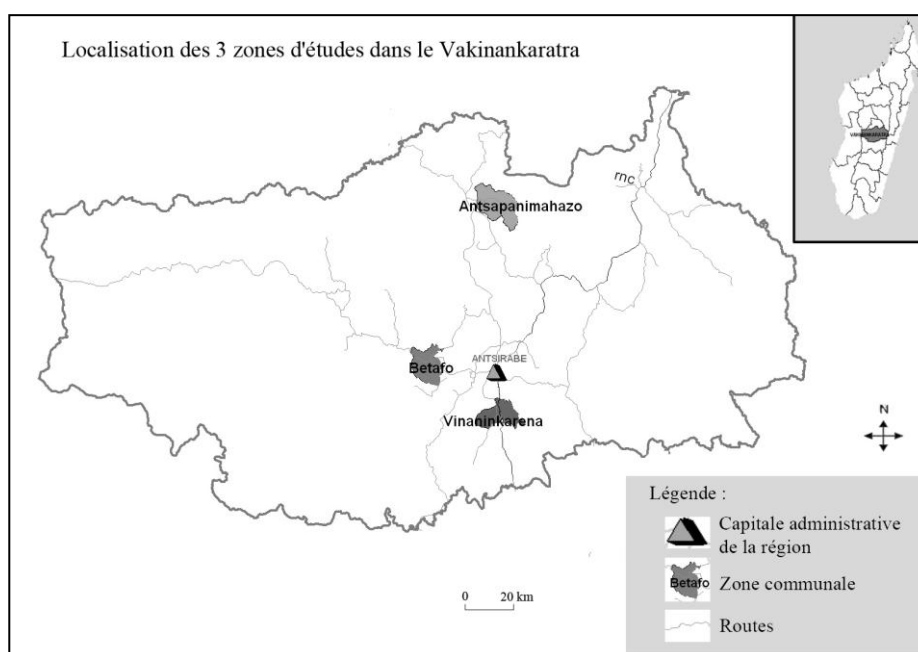 Localisation des 3 zones d'études dans le Vakinankaratra
VAKINANKARATRA
rnc
Antsapanimahazo
ANTSIRABE
Betafo
Vinaninkarena
N
Légende :
Capitale administrative
de la région
Betafo
Zone communale
Routes
0 20 km